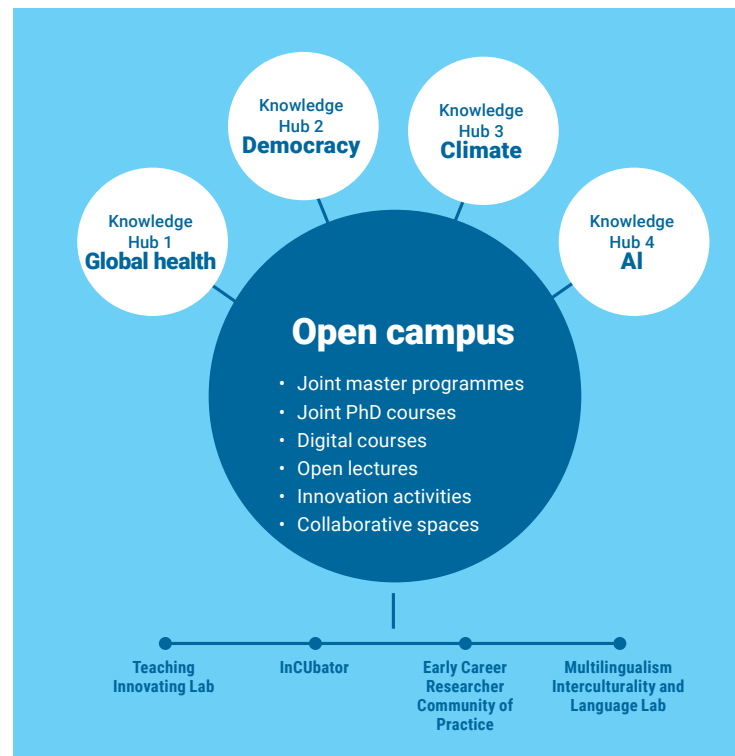 Knowledge
Hub 1
Global health
Knowledge
Hub 2
Democracy
Knowledge
Hub 3
Climate
Knowledge
Hub 4
AI
Open campus
• Joint master programmes
• Joint PhD courses
• Digital courses
• Open lectures
• Innovation activities
• Collaborative spaces
Teaching
Innovating Lab
InCUbator
Early Career
Researcher
Community of
Practice
Multilingualism
Interculturality and
Language Lab